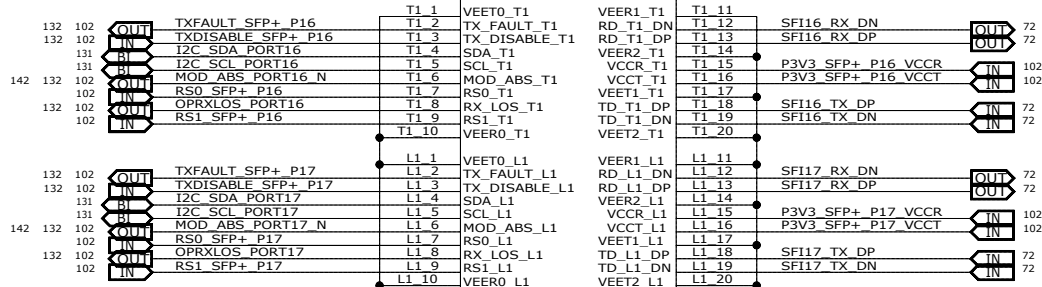 T1_1 VEET0_T1 VEER1_T1 T1_11
132 102 OUT TXFAULT_SFP+_P16 T1_2 TX_FAULT_T1 RD_T1_DN T1_12 SFI16_RX_DN OUT 72
132 102 IN TXDISABLE_SFP+_P16 T1_3 TX_DISABLE_T1 RD_T1_DP T1_13 SFI16_RX_DP OUT 72
131 BI I2C_SDA_PORT16 T1_4 SDA_T1 VEER2_T1 T1_14
131 BI I2C_SCL_PORT16 T1_5 SCL_T1 VCCR_T1 T1_15 P3V3_SFP+_P16_VCCR IN 102
142 132 102 OUT MOD_ABS_PORT16_N T1_6 MOD_ABS_T1 VCCT_T1 T1_16 P3V3_SFP+_P16_VCCT IN 102
102 IN RS0_SFP+_P16 T1_7 RS0_T1 VEET1_T1 T1_17
132 102 OUT OPRXLOS_PORT16 T1_8 RX_LOS_T1 TD_T1_DP T1_18 SFI16_TX_DP IN 72
102 IN RS1_SFP+_P16 T1_9 RS1_T1 TD_T1_DN T1_19 SFI16_TX_DN IN 72
T1_10 VEER0_T1 VEET2_T1 T1_20
L1_1 VEET0_L1 VEER1_L1 L1_11
132 102 OUT TXFAULT_SFP+_P17 L1_2 TX_FAULT_L1 RD_L1_DN L1_12 SFI17_RX_DN OUT 72
132 102 IN TXDISABLE_SFP+_P17 L1_3 TX_DISABLE_L1 RD_L1_DP L1_13 SFI17_RX_DP OUT 72
131 BI I2C_SDA_PORT17 L1_4 SDA_L1 VEER2_L1 L1_14
131 BI I2C_SCL_PORT17 L1_5 SCL_L1 VCCR_L1 L1_15 P3V3_SFP+_P17_VCCR IN 102
142 132 102 OUT MOD_ABS_PORT17_N L1_6 MOD_ABS_L1 VCCT_L1 L1_16 P3V3_SFP+_P17_VCCT IN 102
102 IN RS0_SFP+_P17 L1_7 RS0_L1 VEET1_L1 L1_17
132 102 OUT OPRXLOS_PORT17 L1_8 RX_LOS_L1 TD_L1_DP L1_18 SFI17_TX_DP IN 72
102 IN RS1_SFP+_P17 L1_9 RS1_L1 TD_L1_DN L1_19 SFI17_TX_DN IN 72
L1_10 VEER0_L1 VEET2_L1 L1_20